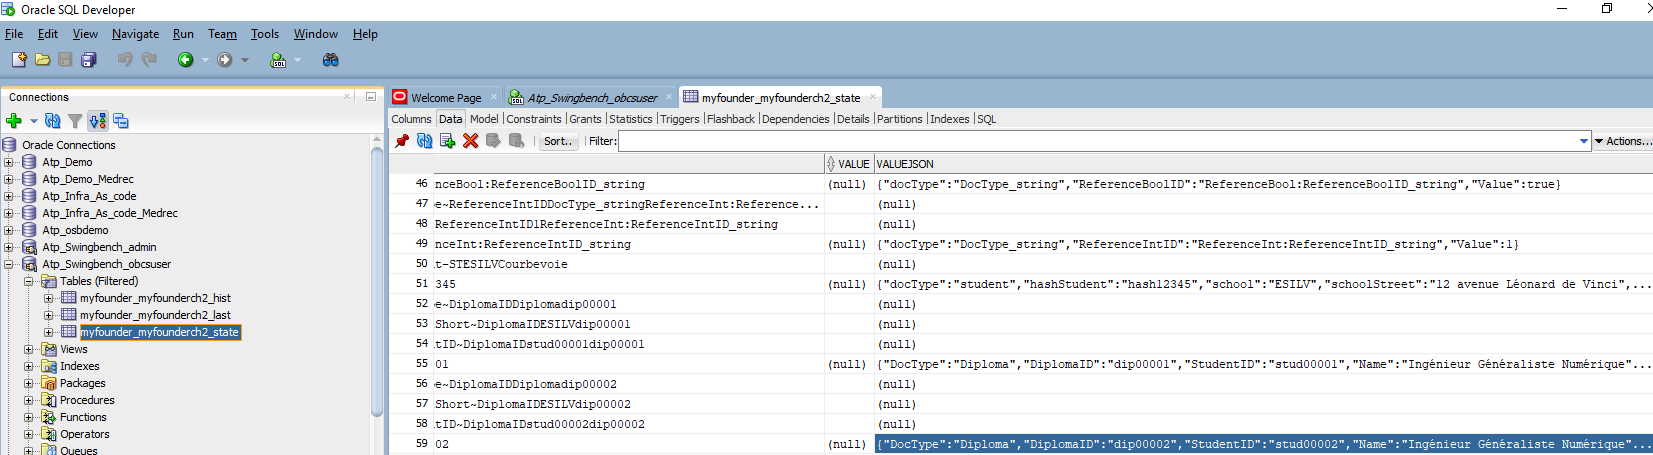 Oracle SQL Developer
File Edit View Navigate Run Team Tools Window Help
Connections
Oracle Connections
Atp_Demo
Atp_Demo_Medrec
Atp_Infra_As_code
Atp_Infra_As_code_Medrec
Atp_osbdemo
Atp_Swingbench_admin
Atp_Swingbench_obcsuser
Tables (Filtered)
myfounder_myfounderch2_hist
myfounder_myfounderch2_last
myfounder_myfounderch2_state
Views
Indexes
Packages
Procedures
Functions
Operators
Queues
Welcome Page Atp_Swingbench_obcsuser myfounder_myfounderch2_state
Columns Data Model Constraints Grants Statistics Triggers Flashback Dependencies Details Partitions Indexes SQL
Sort.. Filter: Actions...
VALUE VALUEJSON
46 nceBool:ReferenceBoolID_string (null) {"docType":"DocType_string","ReferenceBoolID":"ReferenceBool:ReferenceBoolID_string","Value":true}
47 pe~ReferenceIntIDDocType_stringReferenceInt:Reference... (null)
48 ReferenceIntID1ReferenceInt:ReferenceIntID_string (null)
49 nceInt:ReferenceIntID_string (null) {"docType":"DocType_string","ReferenceIntID":"ReferenceInt:ReferenceIntID_string","Value":1}
50 t-STESILVCourbevoie (null)
51 345 (null) {"docType":"student","hashStudent":"hash12345","school":"ESILV","schoolStreet":"12 avenue Léonard de Vinci",...
52 pe~DiplomaIDDiplomadip00001 (null)
53 Short~DiplomaIDESILVdip00001 (null)
54 tID~DiplomaIDstud00001dip00001 (null)
55 01 (null) {"DocType":"Diploma","DiplomaID":"dip00001","StudentID":"stud00001","Name":"Ingénieur Généraliste Numérique"...
56 pe~DiplomaIDDiplomadip00002 (null)
57 Short~DiplomaIDESILVdip00002 (null)
58 tID~DiplomaIDstud00002dip00002 (null)
59 02 (null) {"DocType":"Diploma","DiplomaID":"dip00002","StudentID":"stud00002","Name":"Ingénieur Généraliste Numérique"...